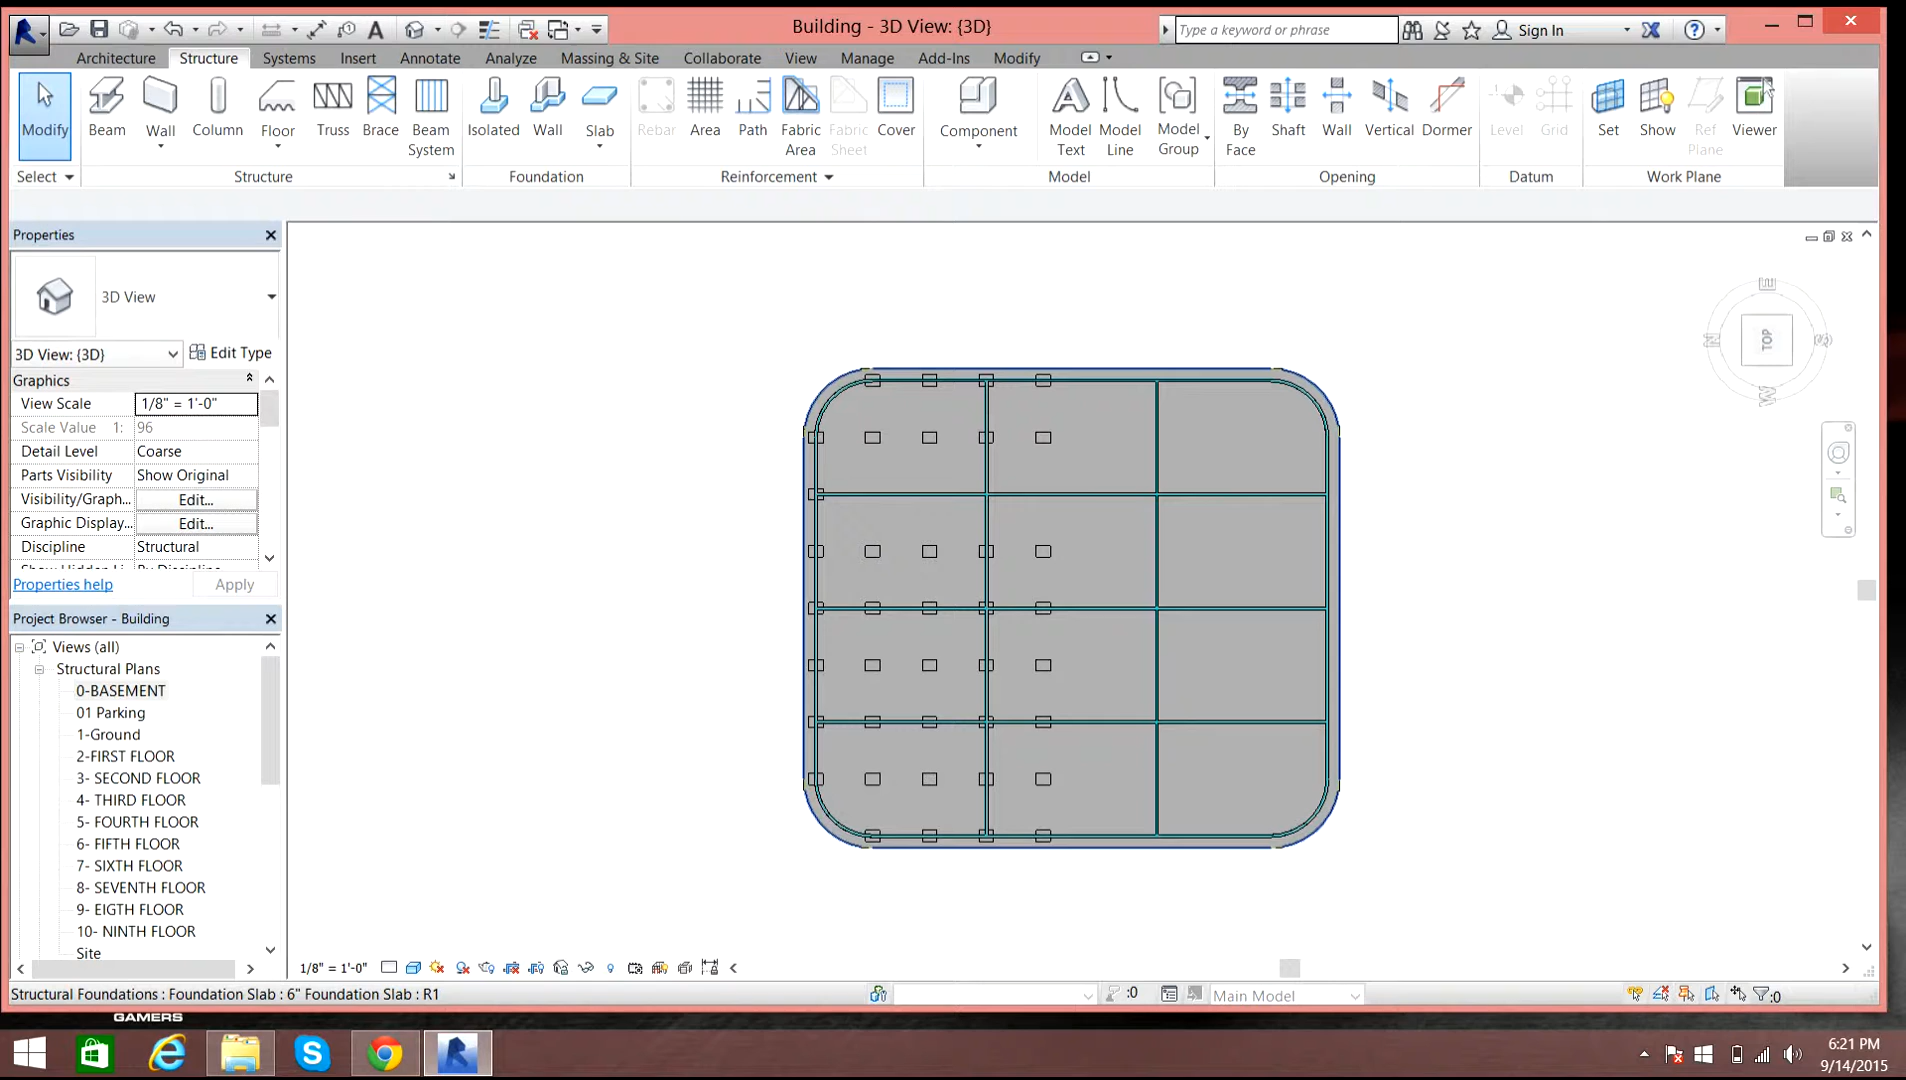 Building - 3D View: {3D}
Type a keyword or phrase
Sign In
Architecture Structure Systems Insert Annotate Analyze Massing & Site Collaborate View Manage Add-Ins Modify
Modify Beam Wall Column Floor Truss Brace Beam System Isolated Wall Slab Rebar Area Path Fabric Area Fabric Sheet Cover Component Model Text Model Line Model Group By Face Shaft Wall Vertical Dormer Level Grid Set Show Ref Plane Viewer
Select Structure Foundation Reinforcement Model Opening Datum Work Plane
Properties
3D View
3D View: {3D} Edit Type
Graphics
View Scale 1/8" = 1'-0"
Scale Value 1: 96
Detail Level Coarse
Parts Visibility Show Original
Visibility/Graph... Edit...
Graphic Display... Edit...
Discipline Structural
Properties help Apply
Project Browser - Building
Views (all)
Structural Plans
0-BASEMENT
01 Parking
1-Ground
2-FIRST FLOOR
3- SECOND FLOOR
4- THIRD FLOOR
5- FOURTH FLOOR
6- FIFTH FLOOR
7- SIXTH FLOOR
8- SEVENTH FLOOR
9- EIGTH FLOOR
10- NINTH FLOOR
Site
E
N TOP S
W
1/8" = 1'-0"
Structural Foundations : Foundation Slab : 6" Foundation Slab : R1
:0
Main Model
:0
GAMERS
6:21 PM
9/14/2015